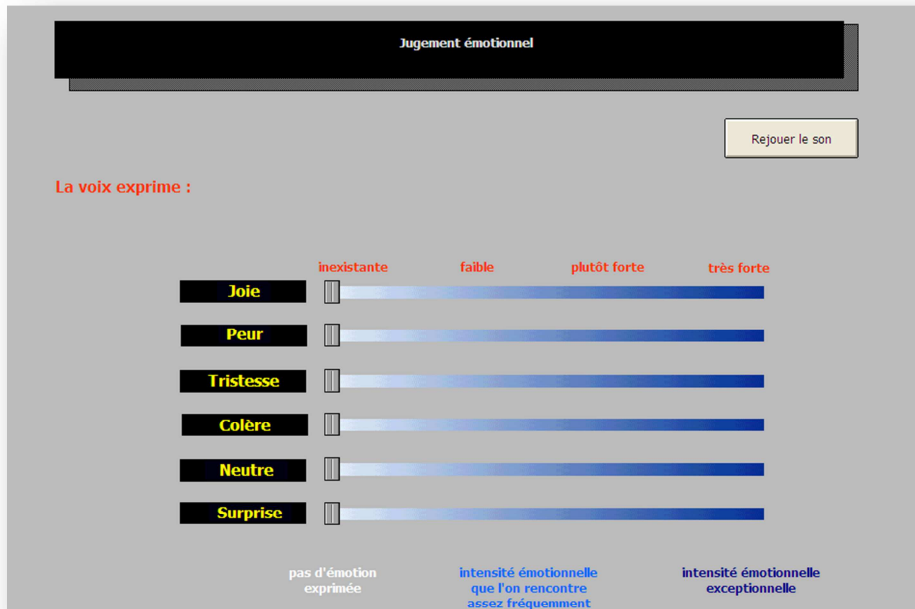 Jugement émotionnel
Rejouer le son
La voix exprime :
inexistante faible plutôt forte très forte
Joie
Peur
Tristesse
Colère
Neutre
Surprise
pas d'émotion
exprimée
intensité émotionnelle
que l'on rencontre
assez fréquemment
intensité émotionnelle
exceptionnelle